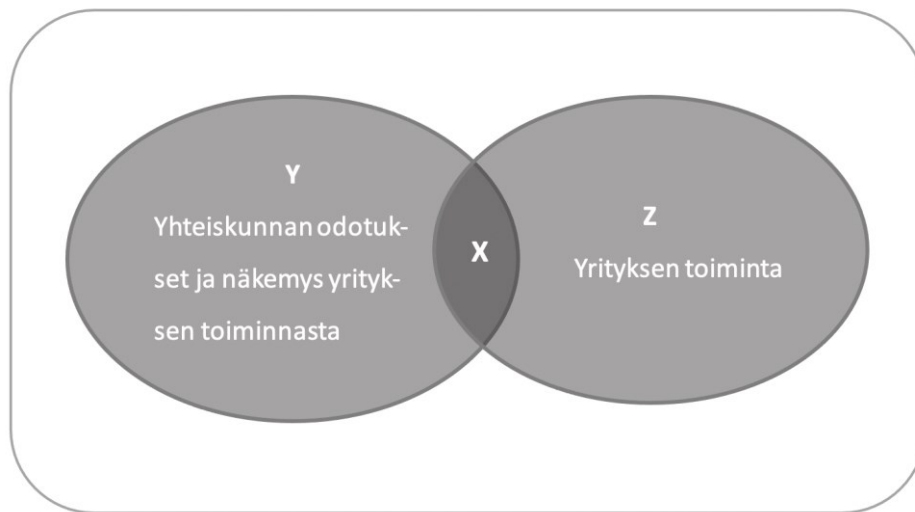 Y
Yhteiskunnan odotuk-
set ja näkemys yrityk-
sen toiminnasta
X
Z
Yrityksen toiminta